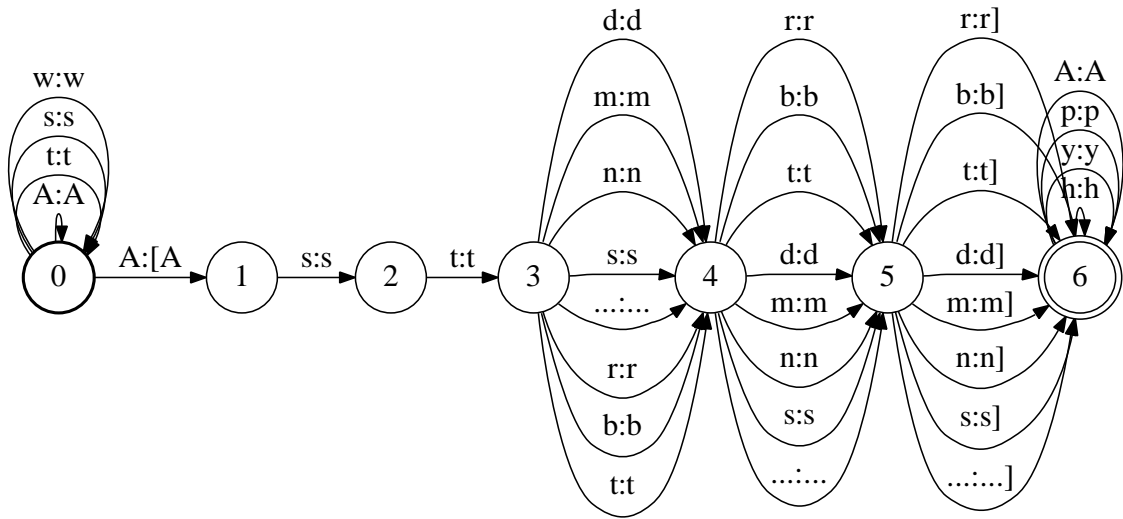 w:w
s:s
t:t
A:A
0
A:[A
1
s:s
2
t:t
3
d:d
m:m
n:n
s:s
...:...
r:r
b:b
t:t
4
r:r
b:b
t:t
d:d
m:m
n:n
s:s
...:...
5
r:r]
b:b]
t:t]
d:d]
m:m]
n:n]
s:s]
...:...]
A:A
p:p
y:y
h:h
6